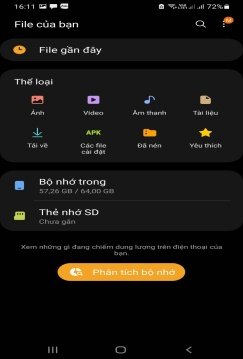 16:11
72%
File của bạn
M
File gần đây
Thể loại
Ảnh
Video
Âm thanh
Tài liệu
Tải về
APK
Các file
cài đặt
Đã nén
Yêu thích
Bộ nhớ trong
57,26 GB / 64,00 GB
Thẻ nhớ SD
Chưa gắn
Xem những gì đang chiếm dung lượng trên điện thoại của
bạn.
Phân tích bộ nhớ